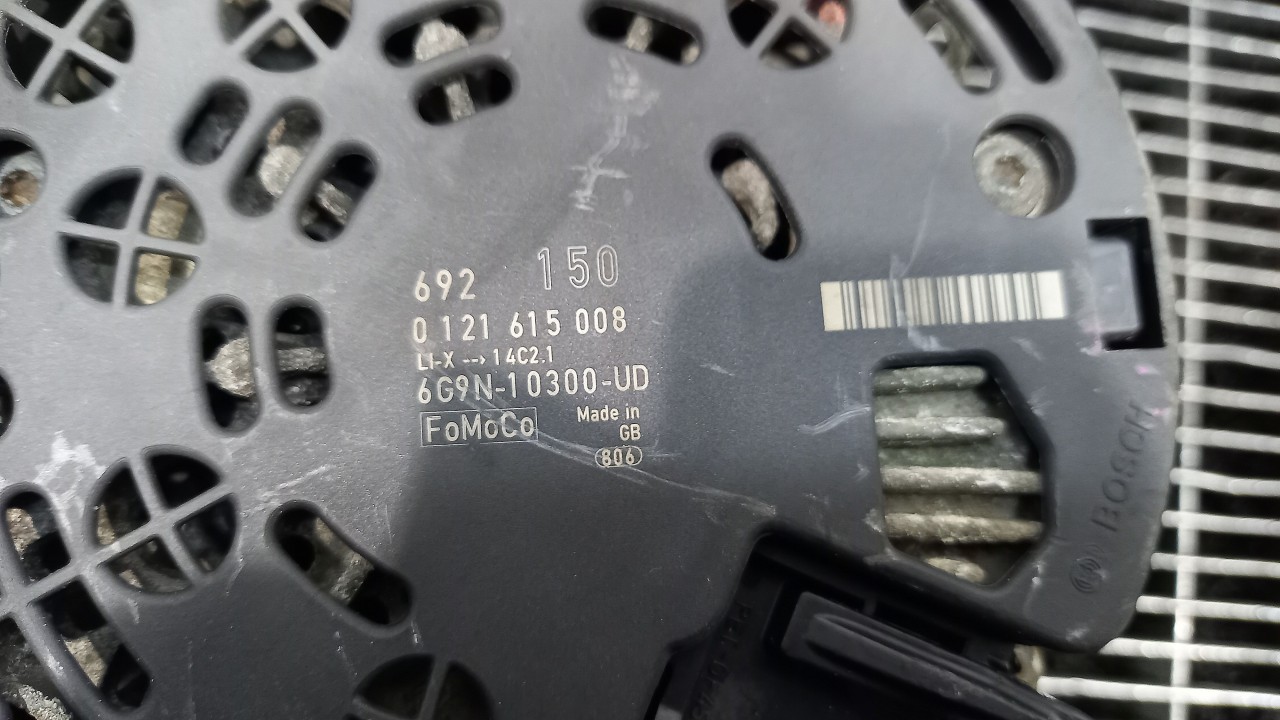 692 150
0 121 615 008
LI-X --> 14C2.1
6G9N-10300-UD
FoMoCo Made in
GB
806
BOSCH